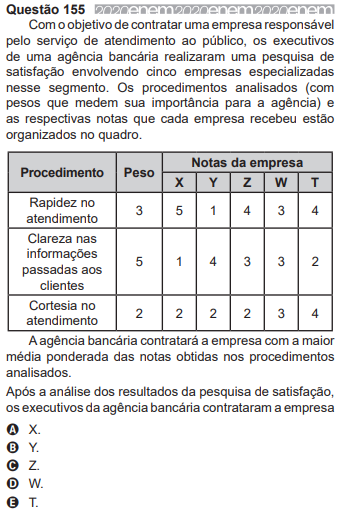 Questão 155 2020enem2020enem2020enem
Com o objetivo de contratar uma empresa responsável
pelo serviço de atendimento ao público, os executivos
de uma agência bancária realizaram uma pesquisa de
satisfação envolvendo cinco empresas especializadas
nesse segmento. Os procedimentos analisados (com
pesos que medem sua importância para a agência) e
as respectivas notas que cada empresa recebeu estão
organizados no quadro.
Procedimento Peso Notas da empresa
X Y Z W T
Rapidez no
atendimento 3 5 1 4 3 4
Clareza nas
informações
passadas aos
clientes 5 1 4 3 3 2
Cortesia no
atendimento 2 2 2 2 3 4
A agência bancária contratará a empresa com a maior
média ponderada das notas obtidas nos procedimentos
analisados.
Após a análise dos resultados da pesquisa de satisfação,
os executivos da agência bancária contrataram a empresa
A X.
B Y.
C Z.
D W.
E T.